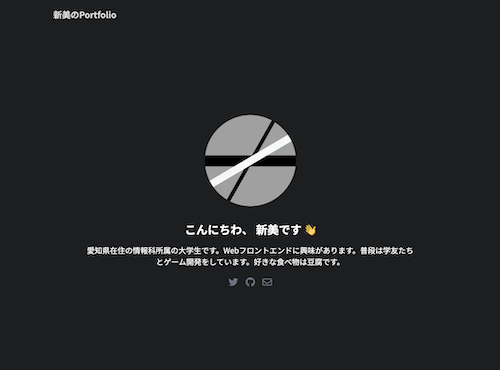 新美のPortfolio
こんにちわ、 新美です 👋
愛知県在住の情報科所属の大学生です。Webフロントエンドに興味があります。普段は学友たち
とゲーム開発をしています。好きな食べ物は豆腐です。